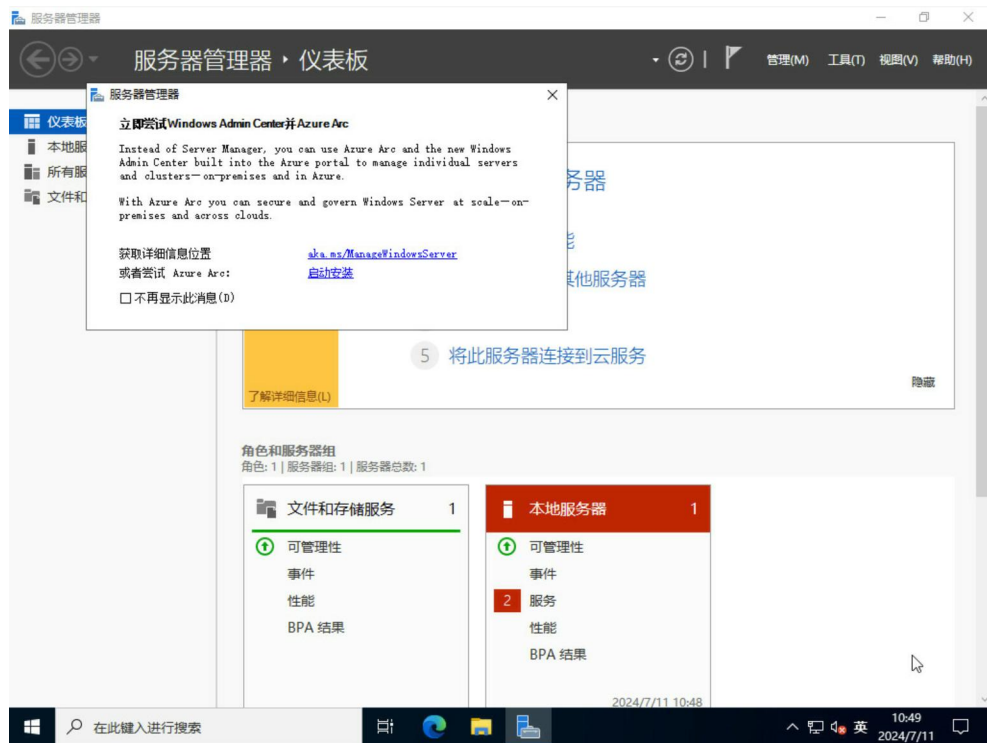 服务器管理器
服务器管理器 · 仪表板
管理(M) 工具(T) 视图(V) 帮助(H)
服务器管理器
仪表板
立即尝试Windows Admin Center并Azure Arc
本地服
Instead of Server Manager, you can use Azure Arc and the new Windows
Admin Center built into the Azure portal to manage individual servers
and clusters—on-premises and in Azure.
所有服
文件和
With Azure Arc you can secure and govern Windows Server at scale—on-
premises and across clouds.
务器
能
获取详细信息位置 aka.ms/ManageWindowsServer
或者尝试 Azure Arc: 启动安装
其他服务器
不再显示此消息(D)
5 将此服务器连接到云服务
了解详细信息(L)
隐藏
角色和服务器组
角色: 1 | 服务器组: 1 | 服务器总数: 1
文件和存储服务 1
可管理性
事件
性能
BPA 结果
本地服务器 1
可管理性
事件
2 服务
性能
BPA 结果
2024/7/11 10:48
在此键入进行搜索
英
10:49
2024/7/11